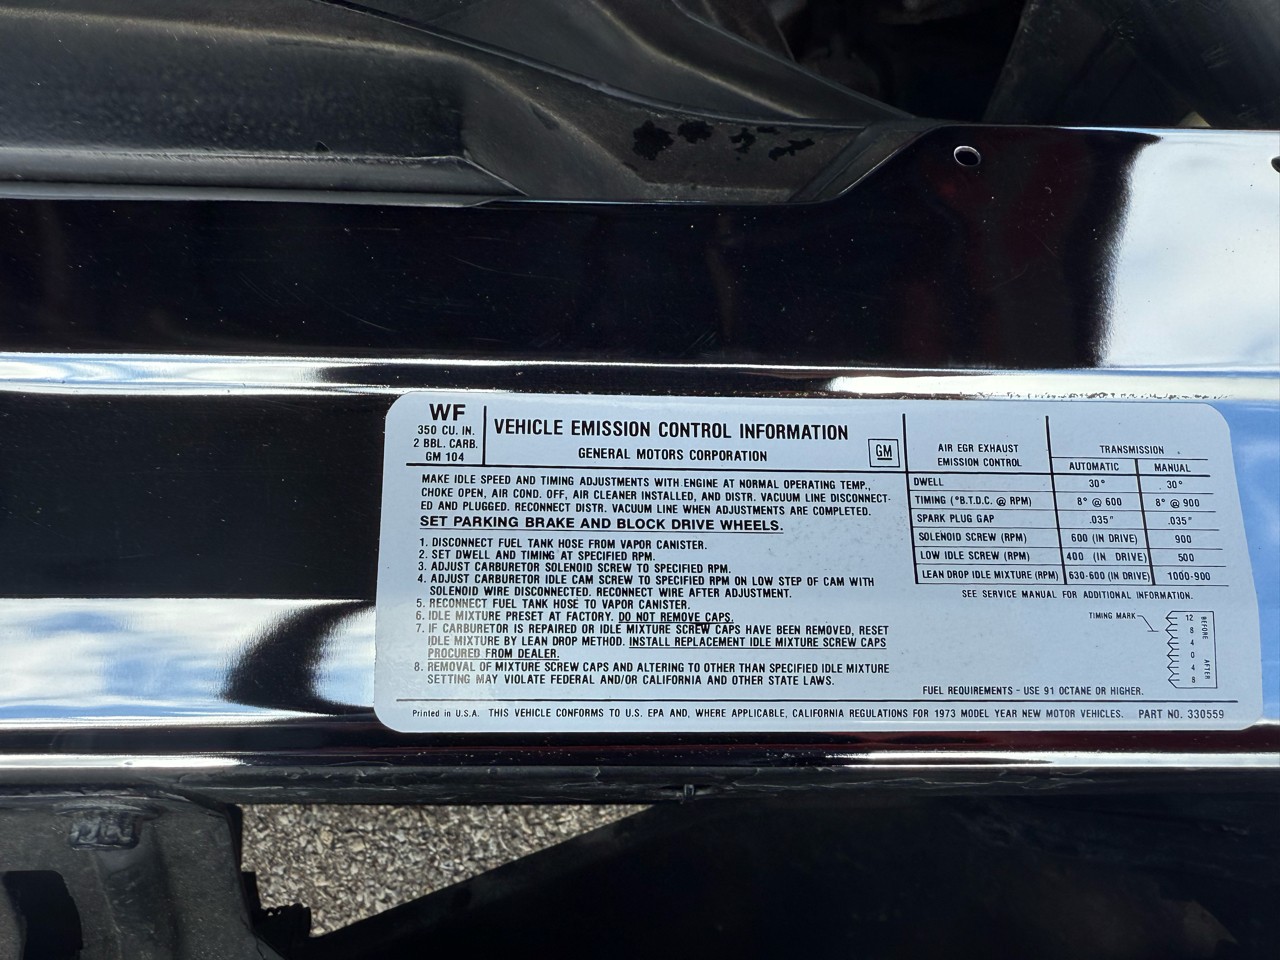 WF
350 CU. IN.
2 BBL. CARB.
GM 104
VEHICLE EMISSION CONTROL INFORMATION
GENERAL MOTORS CORPORATION
GM
MAKE IDLE SPEED AND TIMING ADJUSTMENTS WITH ENGINE AT NORMAL OPERATING TEMP.,
CHOKE OPEN, AIR COND. OFF, AIR CLEANER INSTALLED, AND DISTR. VACUUM LINE DISCONNECT-
ED AND PLUGGED. RECONNECT DISTR. VACUUM LINE WHEN ADJUSTMENTS ARE COMPLETED.
SET PARKING BRAKE AND BLOCK DRIVE WHEELS.
1. DISCONNECT FUEL TANK HOSE FROM VAPOR CANISTER.
2. SET DWELL AND TIMING AT SPECIFIED RPM.
3. ADJUST CARBURETOR SOLENOID SCREW TO SPECIFIED RPM.
4. ADJUST CARBURETOR IDLE CAM SCREW TO SPECIFIED RPM ON LOW STEP OF CAM WITH
SOLENOID WIRE DISCONNECTED. RECONNECT WIRE AFTER ADJUSTMENT.
5. RECONNECT FUEL TANK HOSE TO VAPOR CANISTER.
6. IDLE MIXTURE PRESET AT FACTORY. DO NOT REMOVE CAPS.
7. IF CARBURETOR IS REPAIRED OR IDLE MIXTURE SCREW CAPS HAVE BEEN REMOVED, RESET
IDLE MIXTURE BY LEAN DROP METHOD. INSTALL REPLACEMENT IDLE MIXTURE SCREW CAPS
PROCURED FROM DEALER.
8. REMOVAL OF MIXTURE SCREW CAPS AND ALTERING TO OTHER THAN SPECIFIED IDLE MIXTURE
SETTING MAY VIOLATE FEDERAL AND/OR CALIFORNIA AND OTHER STATE LAWS.
AIR EGR EXHAUST
EMISSION CONTROL
TRANSMISSION
AUTOMATIC MANUAL
DWELL 30° 30°
TIMING (°B.T.D.C. @ RPM) 8° @ 600 8° @ 900
SPARK PLUG GAP .035" .035"
SOLENOID SCREW (RPM) 600 (IN DRIVE) 900
LOW IDLE SCREW (RPM) 400 (IN DRIVE) 500
LEAN DROP IDLE MIXTURE (RPM) 630-600 (IN DRIVE) 1000-900
SEE SERVICE MANUAL FOR ADDITIONAL INFORMATION.
TIMING MARK
12
8
4
0
4
8
BEFORE
AFTER
FUEL REQUIREMENTS - USE 91 OCTANE OR HIGHER.
Printed in U.S.A. THIS VEHICLE CONFORMS TO U.S. EPA AND, WHERE APPLICABLE, CALIFORNIA REGULATIONS FOR 1973 MODEL YEAR NEW MOTOR VEHICLES. PART NO. 330559